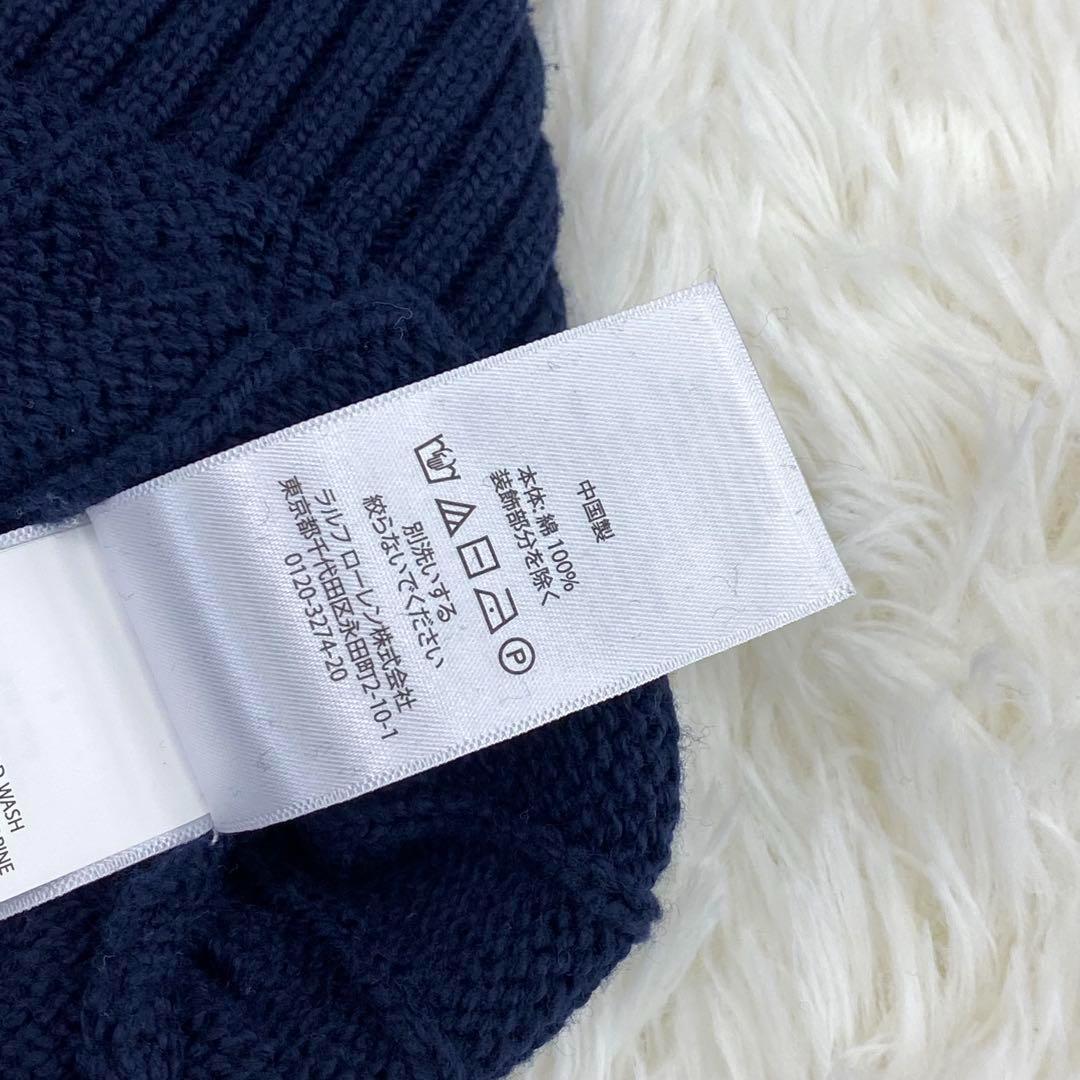 中国製
本体: 綿 100%
装飾部分を除く
P
別洗いする
絞らないでください
ラルフ ローレン株式会社
東京都千代田区永田町2-10-1
0120-3274-20
WASH